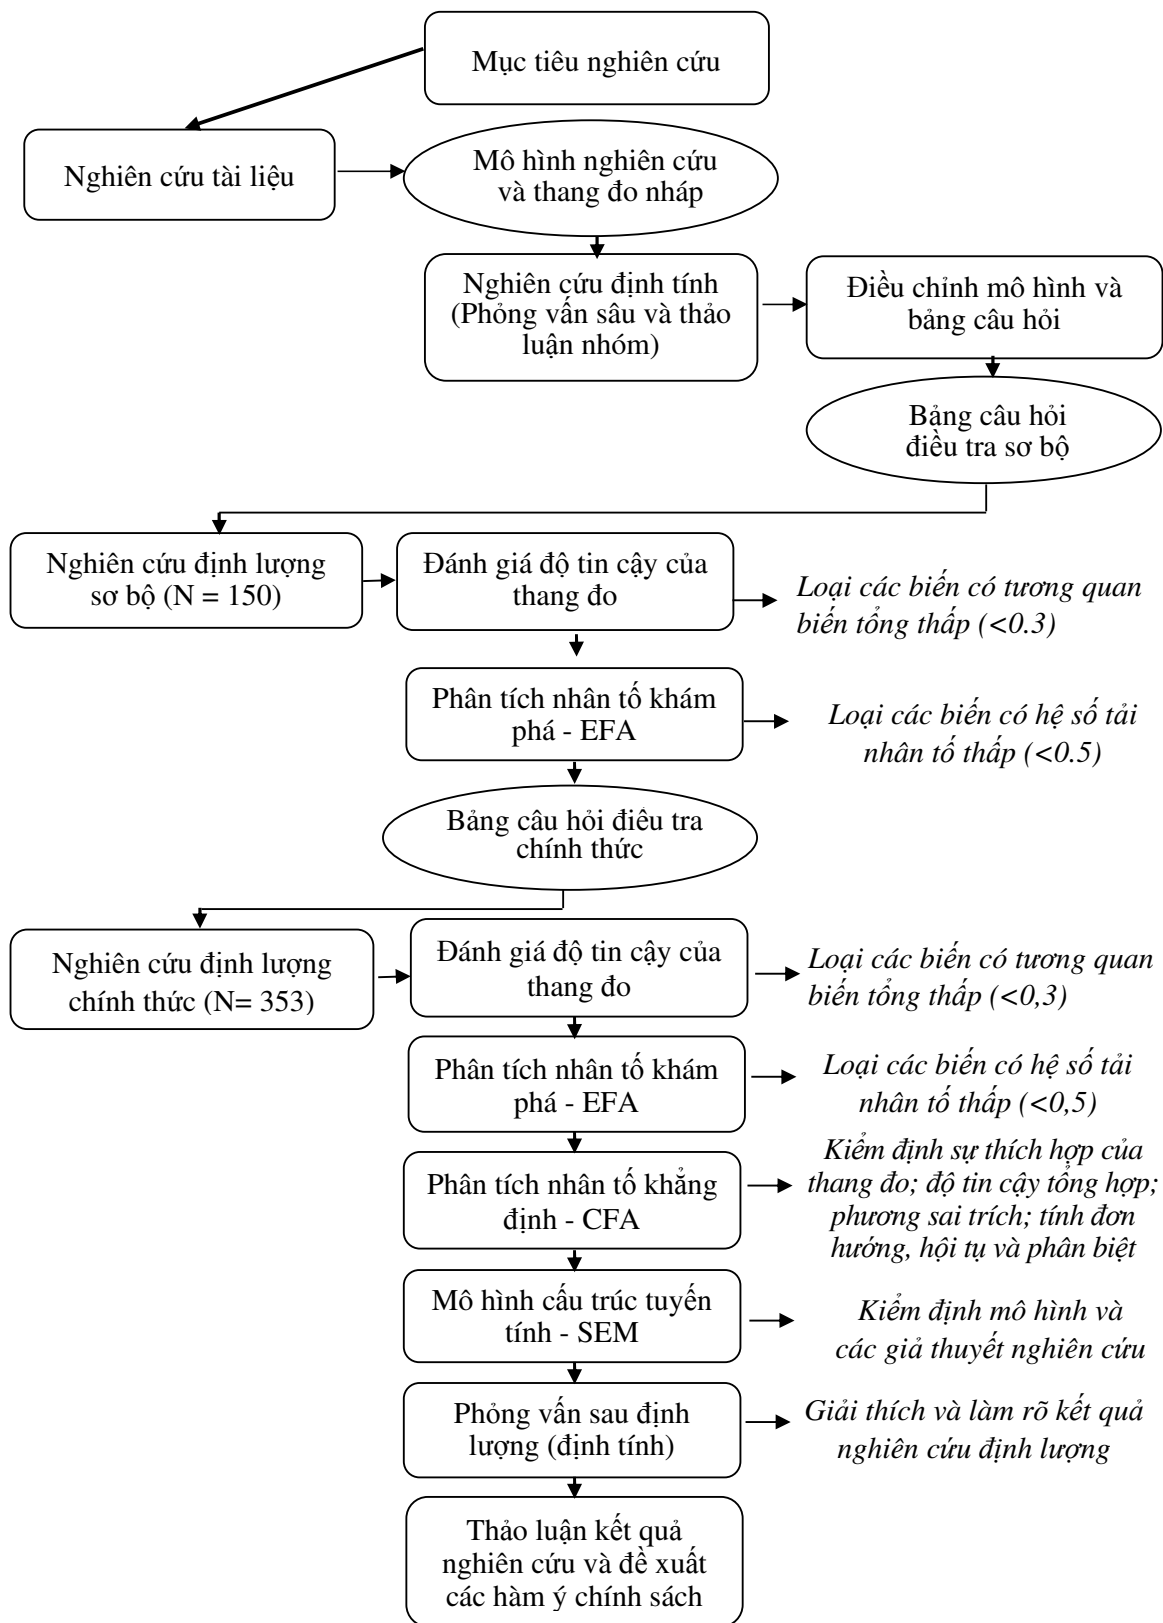 Mục tiêu nghiên cứu
Nghiên cứu tài liệu
Mô hình nghiên cứu
và thang đo nháp
Nghiên cứu định tính
(Phỏng vấn sâu và thảo
luận nhóm)
Điều chỉnh mô hình và
bảng câu hỏi
Bảng câu hỏi
điều tra sơ bộ
Nghiên cứu định lượng
sơ bộ (N = 150)
Đánh giá độ tin cậy của
thang đo
Loại các biến có tương quan
biến tổng thấp (<0.3)
Phân tích nhân tố khám
phá - EFA
Loại các biến có hệ số tải
nhân tố thấp (<0.5)
Bảng câu hỏi điều tra
chính thức
Nghiên cứu định lượng
chính thức (N= 353)
Đánh giá độ tin cậy của
thang đo
Loại các biến có tương quan
biến tổng thấp (<0,3)
Phân tích nhân tố khám
phá - EFA
Loại các biến có hệ số tải
nhân tố thấp (<0,5)
Phân tích nhân tố khẳng
định - CFA
Kiểm định sự thích hợp của
thang đo; độ tin cậy tổng hợp;
phương sai trích; tính đơn
hướng, hội tụ và phân biệt
Mô hình cấu trúc tuyến
tính - SEM
Kiểm định mô hình và
các giả thuyết nghiên cứu
Phỏng vấn sau định
lượng (định tính)
Giải thích và làm rõ kết quả
nghiên cứu định lượng
Thảo luận kết quả
nghiên cứu và đề xuất
các hàm ý chính sách